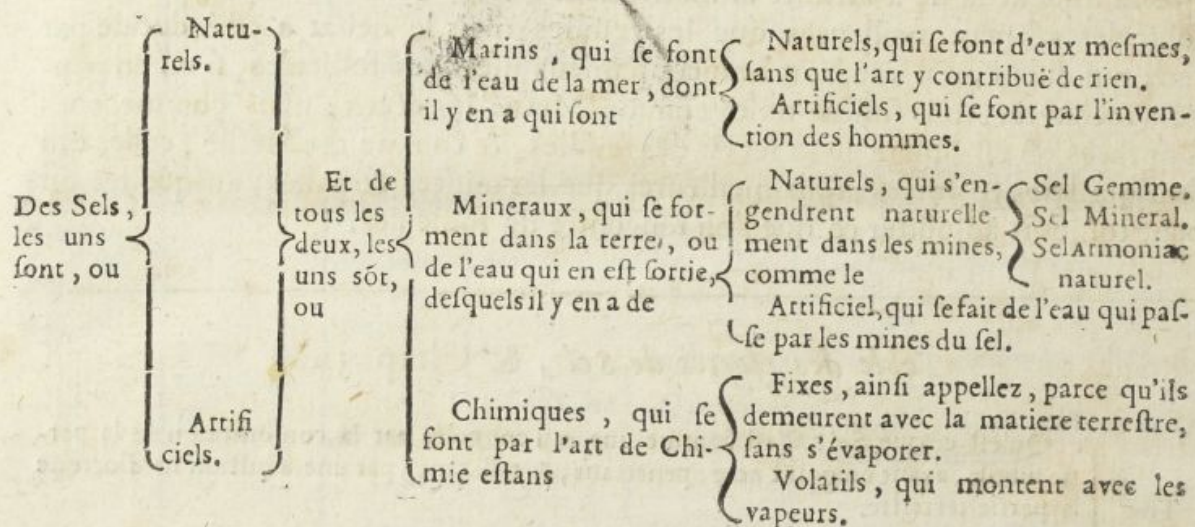 Des Sels,
les uns
ſont, ou
Natu-
rels.
Artifi
ciels.
Et de
tous les
deux, les
uns sõt,
ou
Marins, qui ſe font
de l'eau de la mer, dont
il y en a qui ſont
Naturels, qui ſe font d'eux meſmes,
ſans que l'art y contribuë de rien.
Artificiels, qui ſe font par l'inven-
tion des hommes.
Mineraux, qui ſe for-
ment dans la terre, ou
de l'eau qui en eſt ſortie,
deſquels il y en a de
Naturels, qui s'en-
gendrent naturelle
ment dans les mines,
comme le
Sel Gemme.
Sel Mineral.
Sel Armoniac
naturel.
Artificiel, qui ſe fait de l'eau qui paſ-
ſe par les mines du ſel.
Chimiques, qui ſe
font par l'art de Chi-
mie eſtans
Fixes, ainſi appellez, parce qu'ils
demeurent avec la matiere terreſtre,
ſans s'évaporer.
Volatils, qui montent avec les
vapeurs.